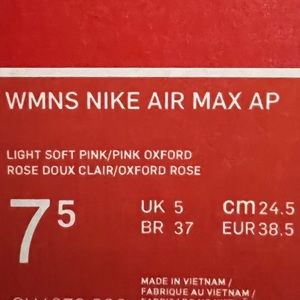 WMNS NIKE AIR MAX AP
LIGHT SOFT PINK/PINK OXFORD
ROSE DOUX CLAIR/OXFORD ROSE
7⁵
UK 5 cm 24.5
BR 37 EUR 38.5
MADE IN VIETNAM /
FABRIQUÉ AU VIETNAM /